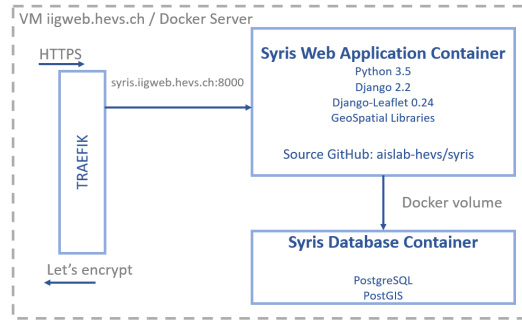 VM iigweb.hevs.ch / Docker Server
HTTPS
syris.iigweb.hevs.ch:8000
TRAEFIK
Let's encrypt
Syris Web Application Container
Python 3.5
Django 2.2
Django-Leaflet 0.24
GeoSpatial Libraries
Source GitHub: aislab-hevs/syris
Docker volume
Syris Database Container
PostgreSQL
PostGIS